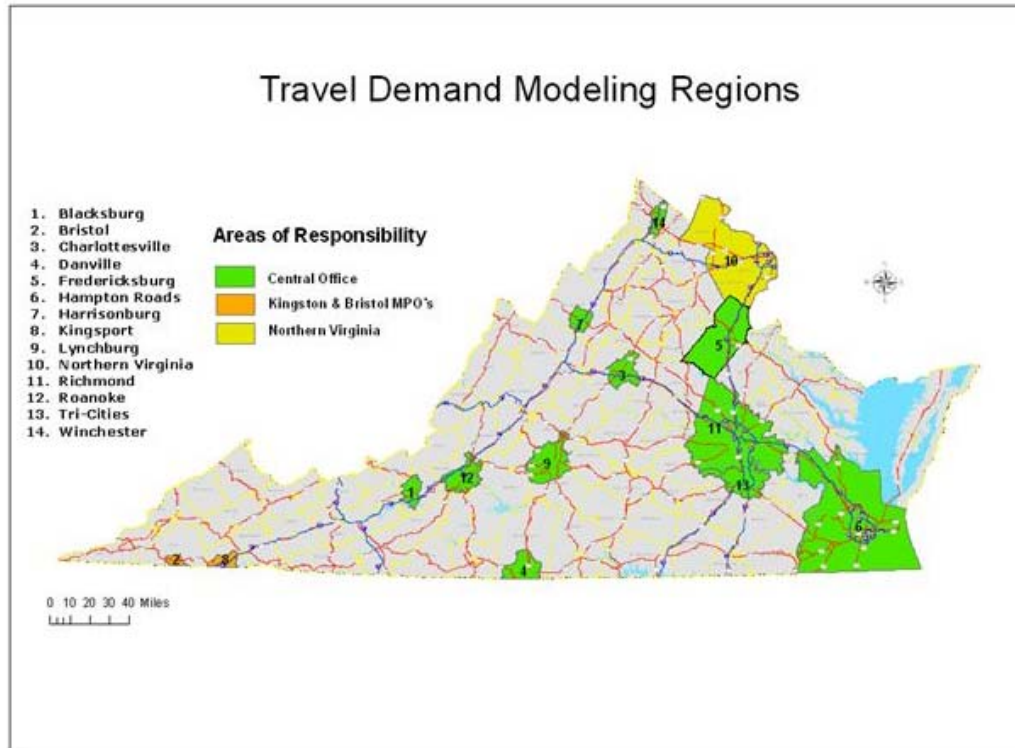 Travel Demand Modeling Regions
1. Blacksburg
2. Bristol
3. Charlottesville
4. Danville
5. Fredericksburg
6. Hampton Roads
7. Harrisonburg
8. Kingsport
9. Lynchburg
10. Northern Virginia
11. Richmond
12. Roanoke
13. Tri-Cities
14. Winchester
Areas of Responsibility
Central Office
Kingston & Bristol MPO's
Northern Virginia
14
10
7
5
3
11
9
12
1
13
6
2
8
4
0 10 20 30 40 Miles